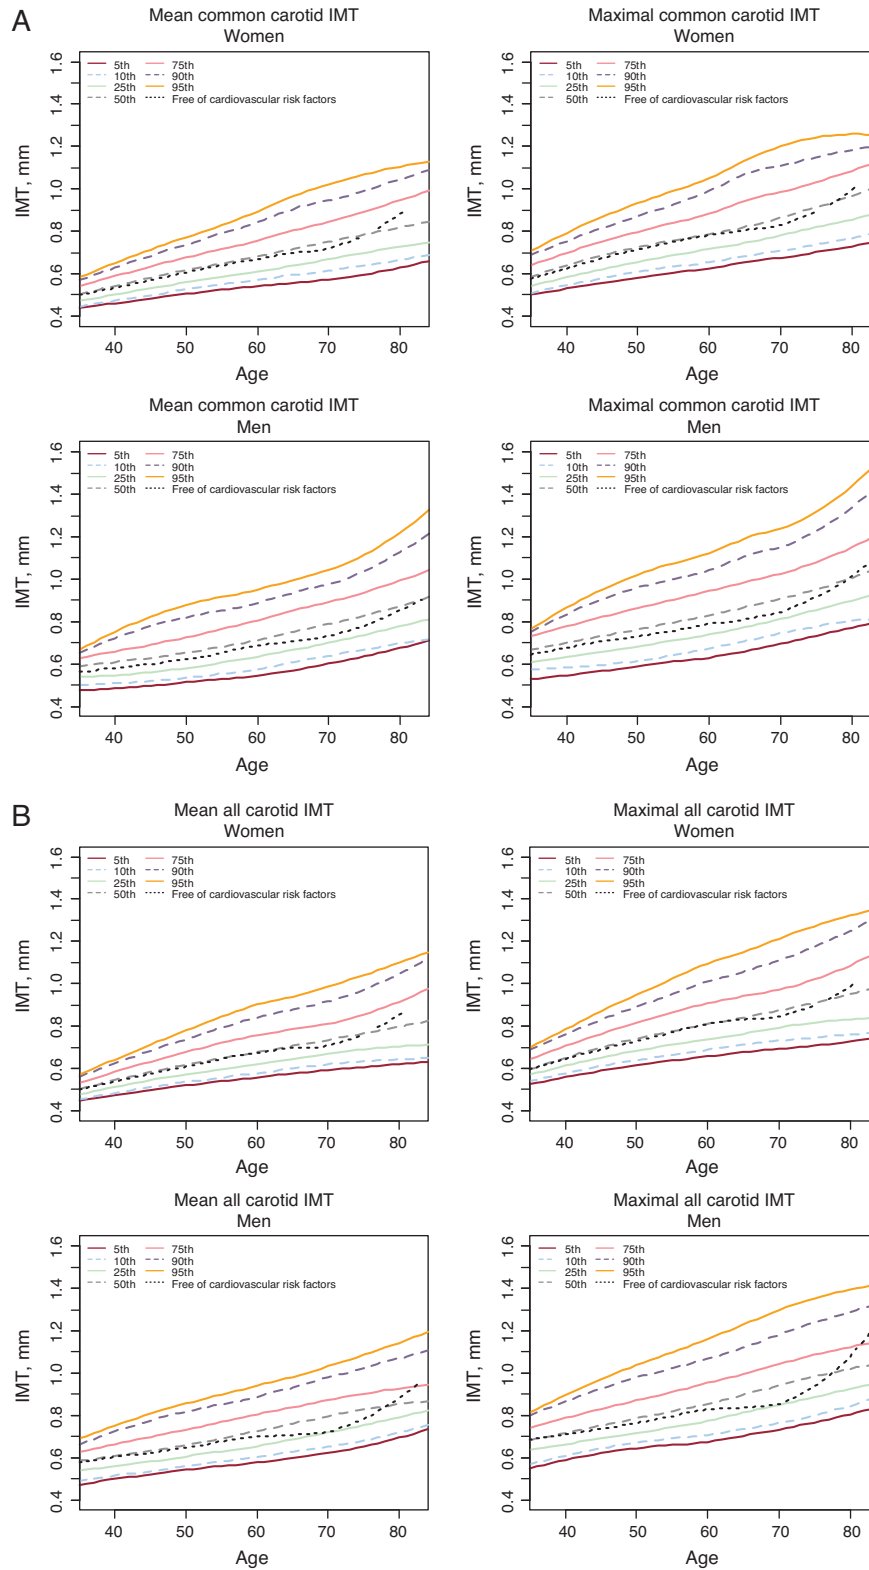 A
Mean common carotid IMT
Women
5th
10th
25th
50th
75th
90th
95th
Free of cardiovascular risk factors
IMT, mm
0.4
0.6
0.8
1.0
1.2
1.4
1.6
40
50
60
70
80
Age
Maximal common carotid IMT
Women
5th
10th
25th
50th
75th
90th
95th
Free of cardiovascular risk factors
IMT, mm
0.4
0.6
0.8
1.0
1.2
1.4
1.6
40
50
60
70
80
Age
Mean common carotid IMT
Men
5th
10th
25th
50th
75th
90th
95th
Free of cardiovascular risk factors
IMT, mm
0.4
0.6
0.8
1.0
1.2
1.4
1.6
40
50
60
70
80
Age
Maximal common carotid IMT
Men
5th
10th
25th
50th
75th
90th
95th
Free of cardiovascular risk factors
IMT, mm
0.4
0.6
0.8
1.0
1.2
1.4
1.6
40
50
60
70
80
Age
B
Mean all carotid IMT
Women
5th
10th
25th
50th
75th
90th
95th
Free of cardiovascular risk factors
IMT, mm
0.4
0.6
0.8
1.0
1.2
1.4
1.6
40
50
60
70
80
Age
Maximal all carotid IMT
Women
5th
10th
25th
50th
75th
90th
95th
Free of cardiovascular risk factors
IMT, mm
0.4
0.6
0.8
1.0
1.2
1.4
1.6
40
50
60
70
80
Age
Mean all carotid IMT
Men
5th
10th
25th
50th
75th
90th
95th
Free of cardiovascular risk factors
IMT, mm
0.4
0.6
0.8
1.0
1.2
1.4
1.6
40
50
60
70
80
Age
Maximal all carotid IMT
Men
5th
10th
25th
50th
75th
90th
95th
Free of cardiovascular risk factors
IMT, mm
0.4
0.6
0.8
1.0
1.2
1.4
1.6
40
50
60
70
80
Age